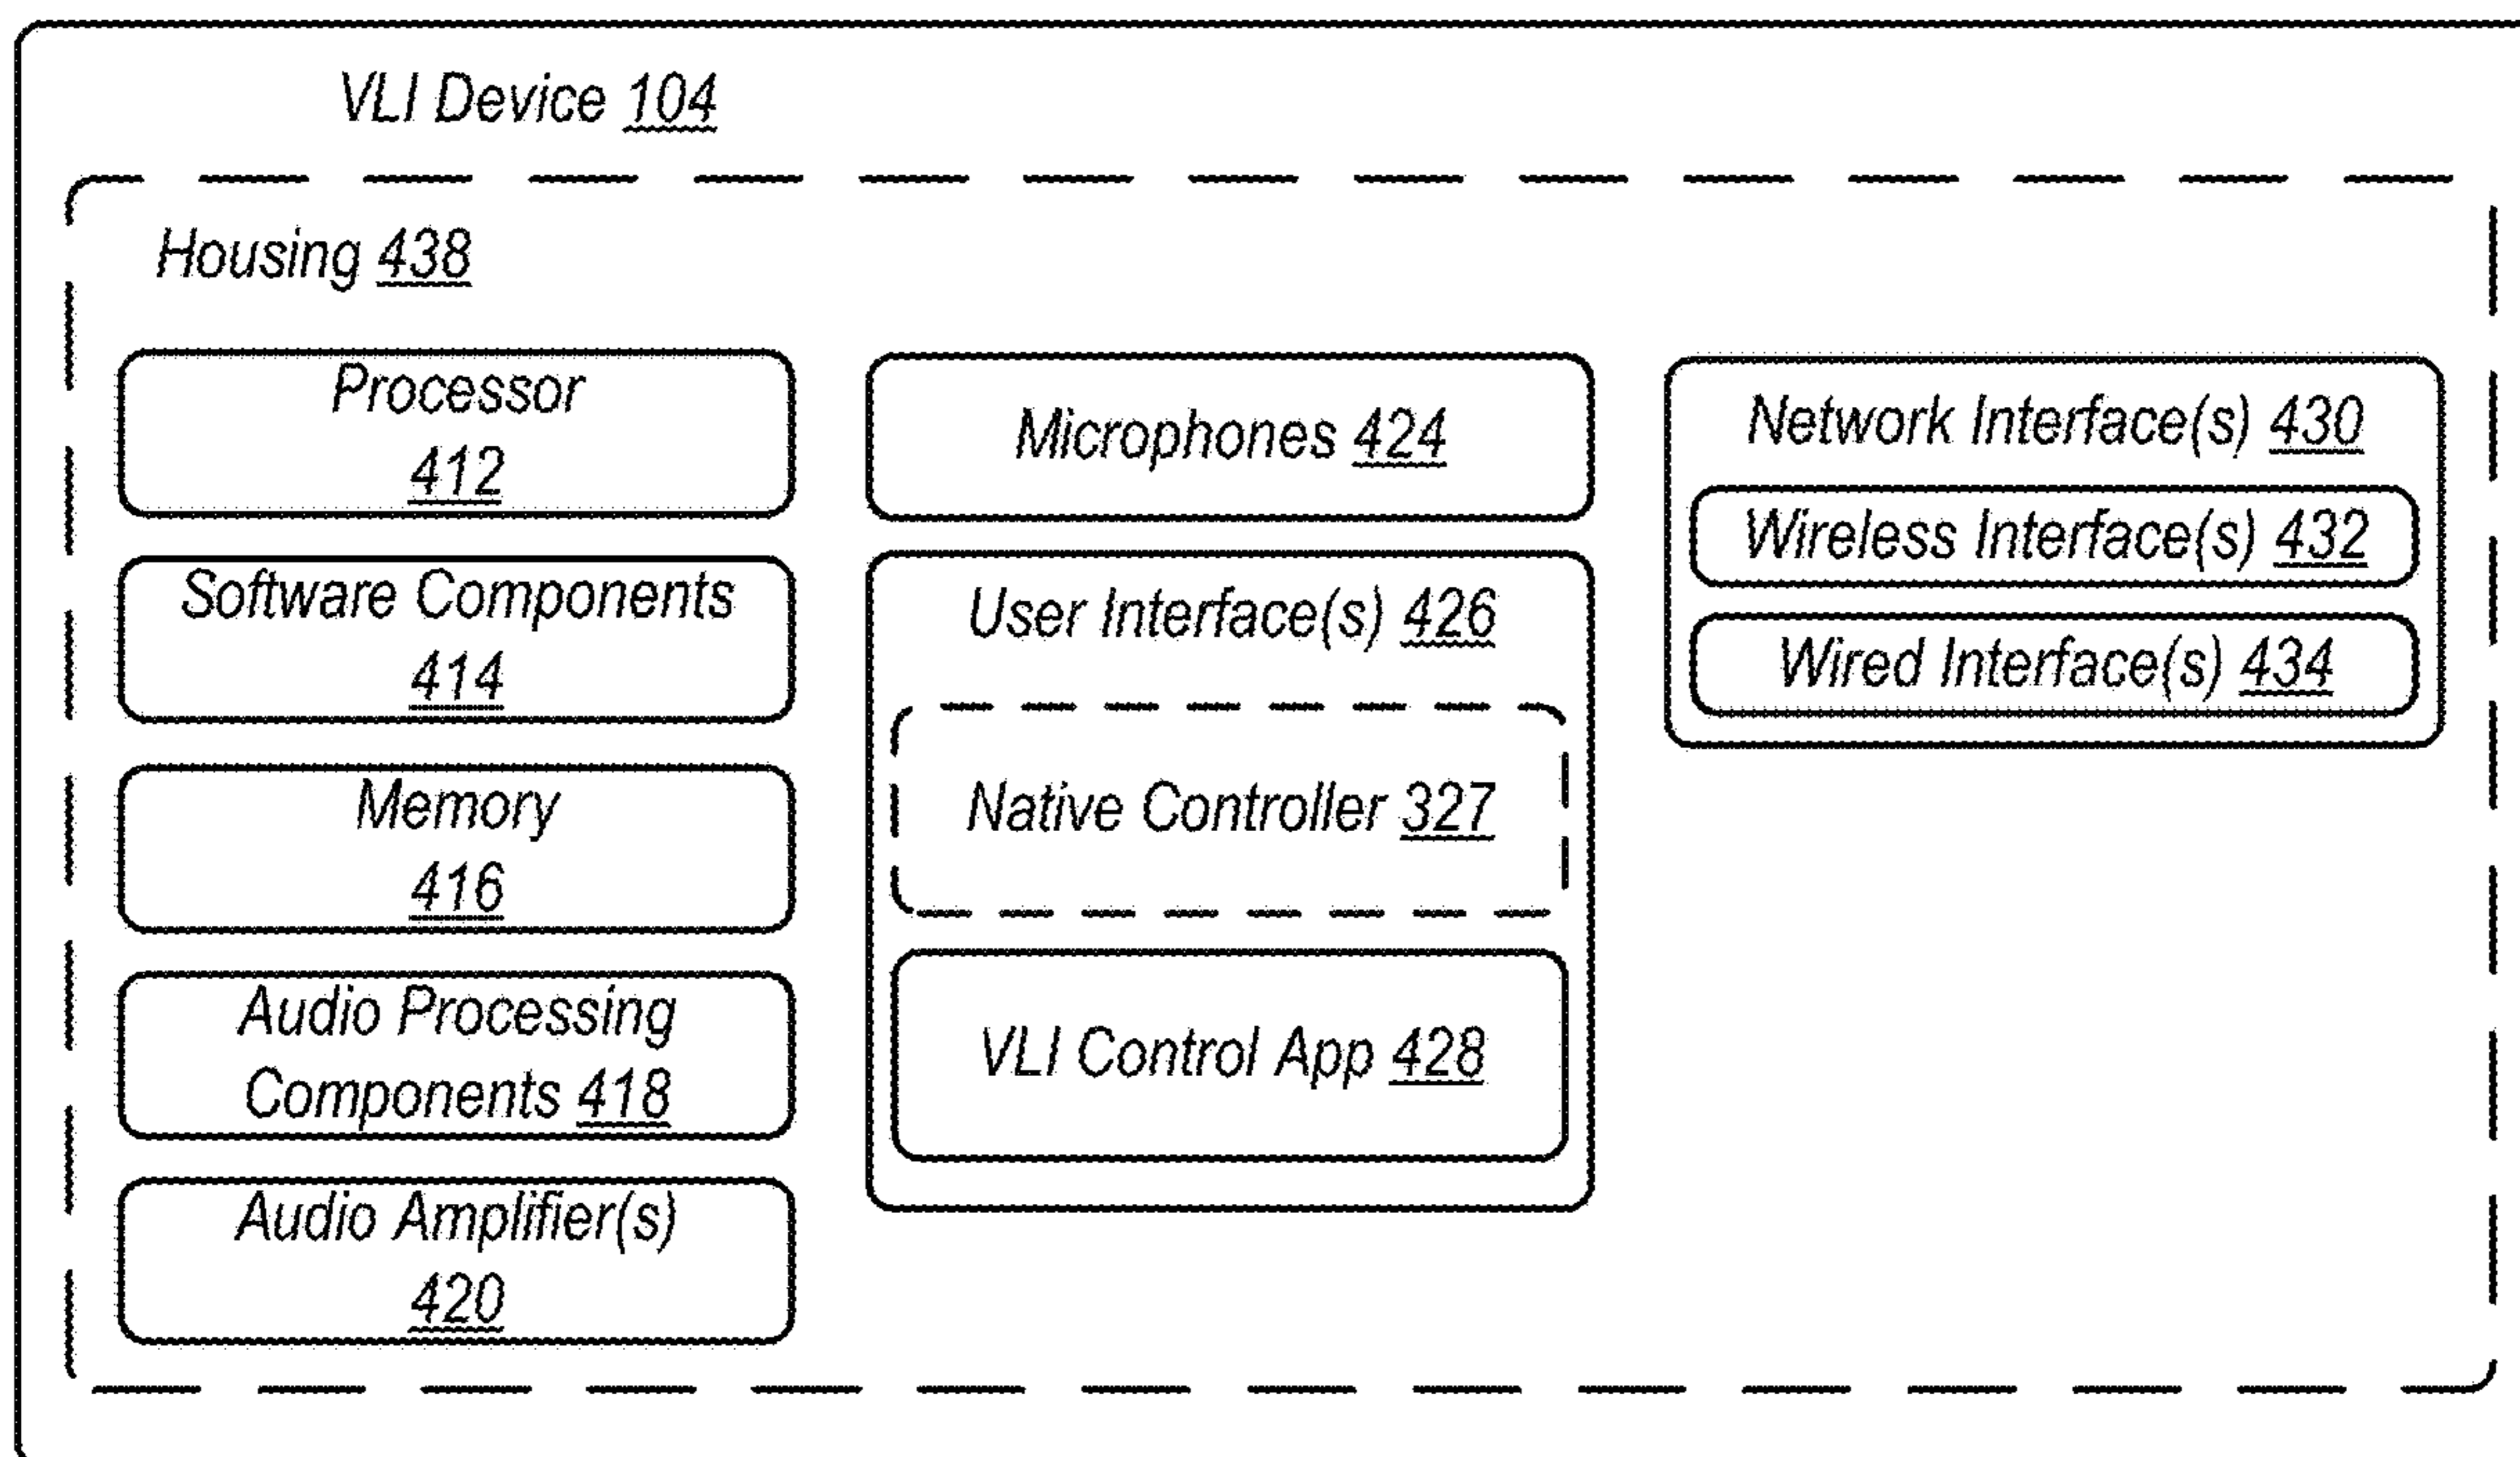 VLI Device 104
Housing 438
Processor
412
Software Components
414
Memory
416
Audio Processing
Components 418
Audio Amplifier(s)
420
Microphones 424
User Interface(s) 426
Native Controller 327
VLI Control App 428
Network Interface(s) 430
Wireless Interface(s) 432
Wired Interface(s) 434